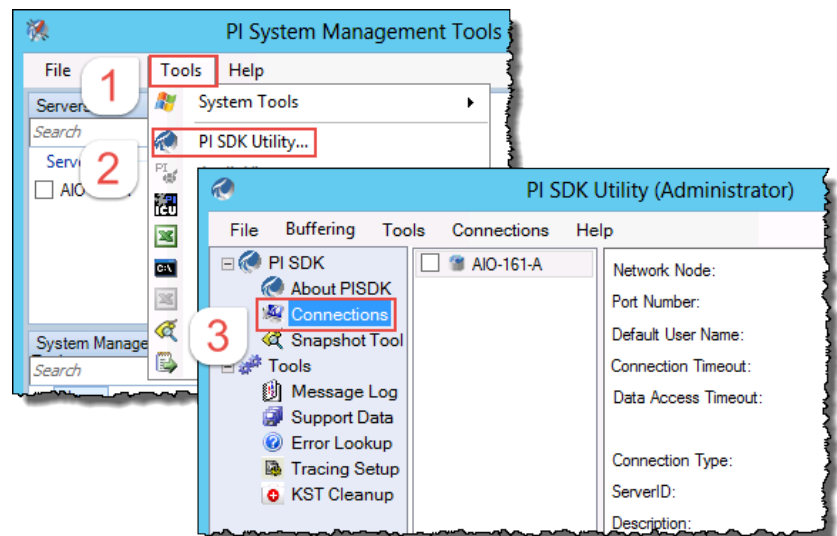 PI System Management Tools
File
Tools
Help
1
Servers
Search
System Tools
PI SDK Utility...
2
AIO
System Manage
Search
PI SDK Utility (Administrator)
File
Buffering
Tools
Connections
Help
PI SDK
About PISDK
Connections
Snapshot Tool
3
Tools
Message Log
Support Data
Error Lookup
Tracing Setup
KST Cleanup
AIO-161-A
Network Node:
Port Number:
Default User Name:
Connection Timeout:
Data Access Timeout:
Connection Type:
ServerID:
Description: